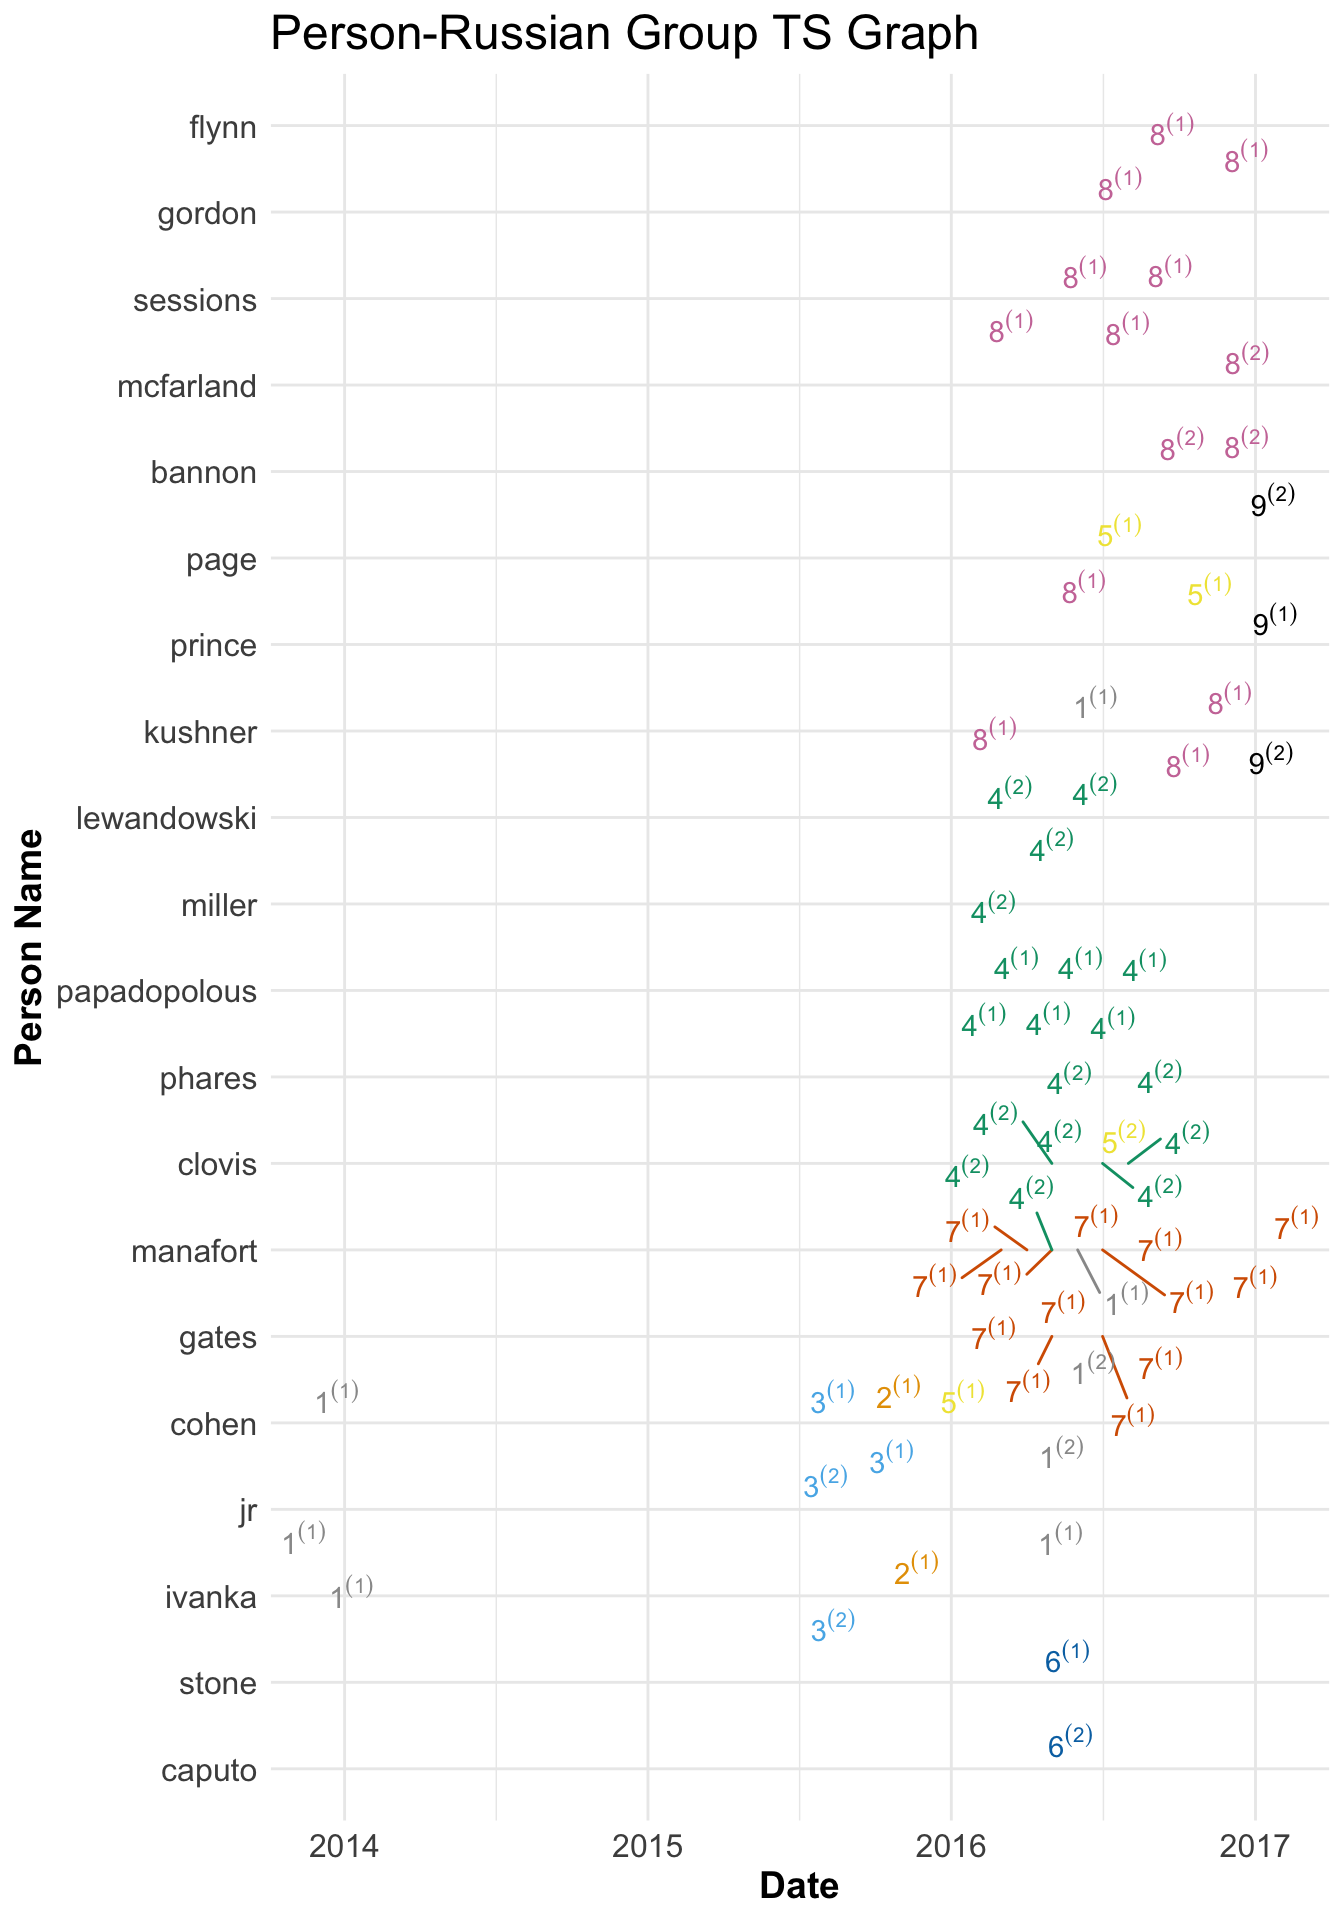 Person-Russian Group TS Graph
flynn
8(1)
8(1)
8(1)
gordon
8(1) 8(1)
sessions
8(1) 8(1)
8(2)
mcfarland
8(2) 8(2)
bannon
9(2)
5(1)
page
8(1) 5(1)
9(1)
prince
1(1) 8(1)
kushner 8(1)
8(1) 9(2)
4(2) 4(2)
lewandowski
4(2)
miller 4(2)
4(1) 4(1) 4(1)
papadopolous
4(1) 4(1) 4(1)
phares 4(2) 4(2)
4(2) 4(2) 5(2) 4(2)
clovis
4(2) 4(2) 4(2)
7(1) 7(1) 7(1)
manafort 7(1)
7(1) 7(1) 7(1)
7(1) 1(1) 7(1)
gates 7(1)
7(1) 1(2) 7(1)
1(1) 3(1) 2(1) 5(1)
cohen 7(1)
3(1) 1(2)
3(2)
jr
1(1) 1(1)
2(1)
ivanka 1(1)
3(2)
6(1)
stone
6(2)
caputo
2014 2015 2016 2017
Date
Person Name